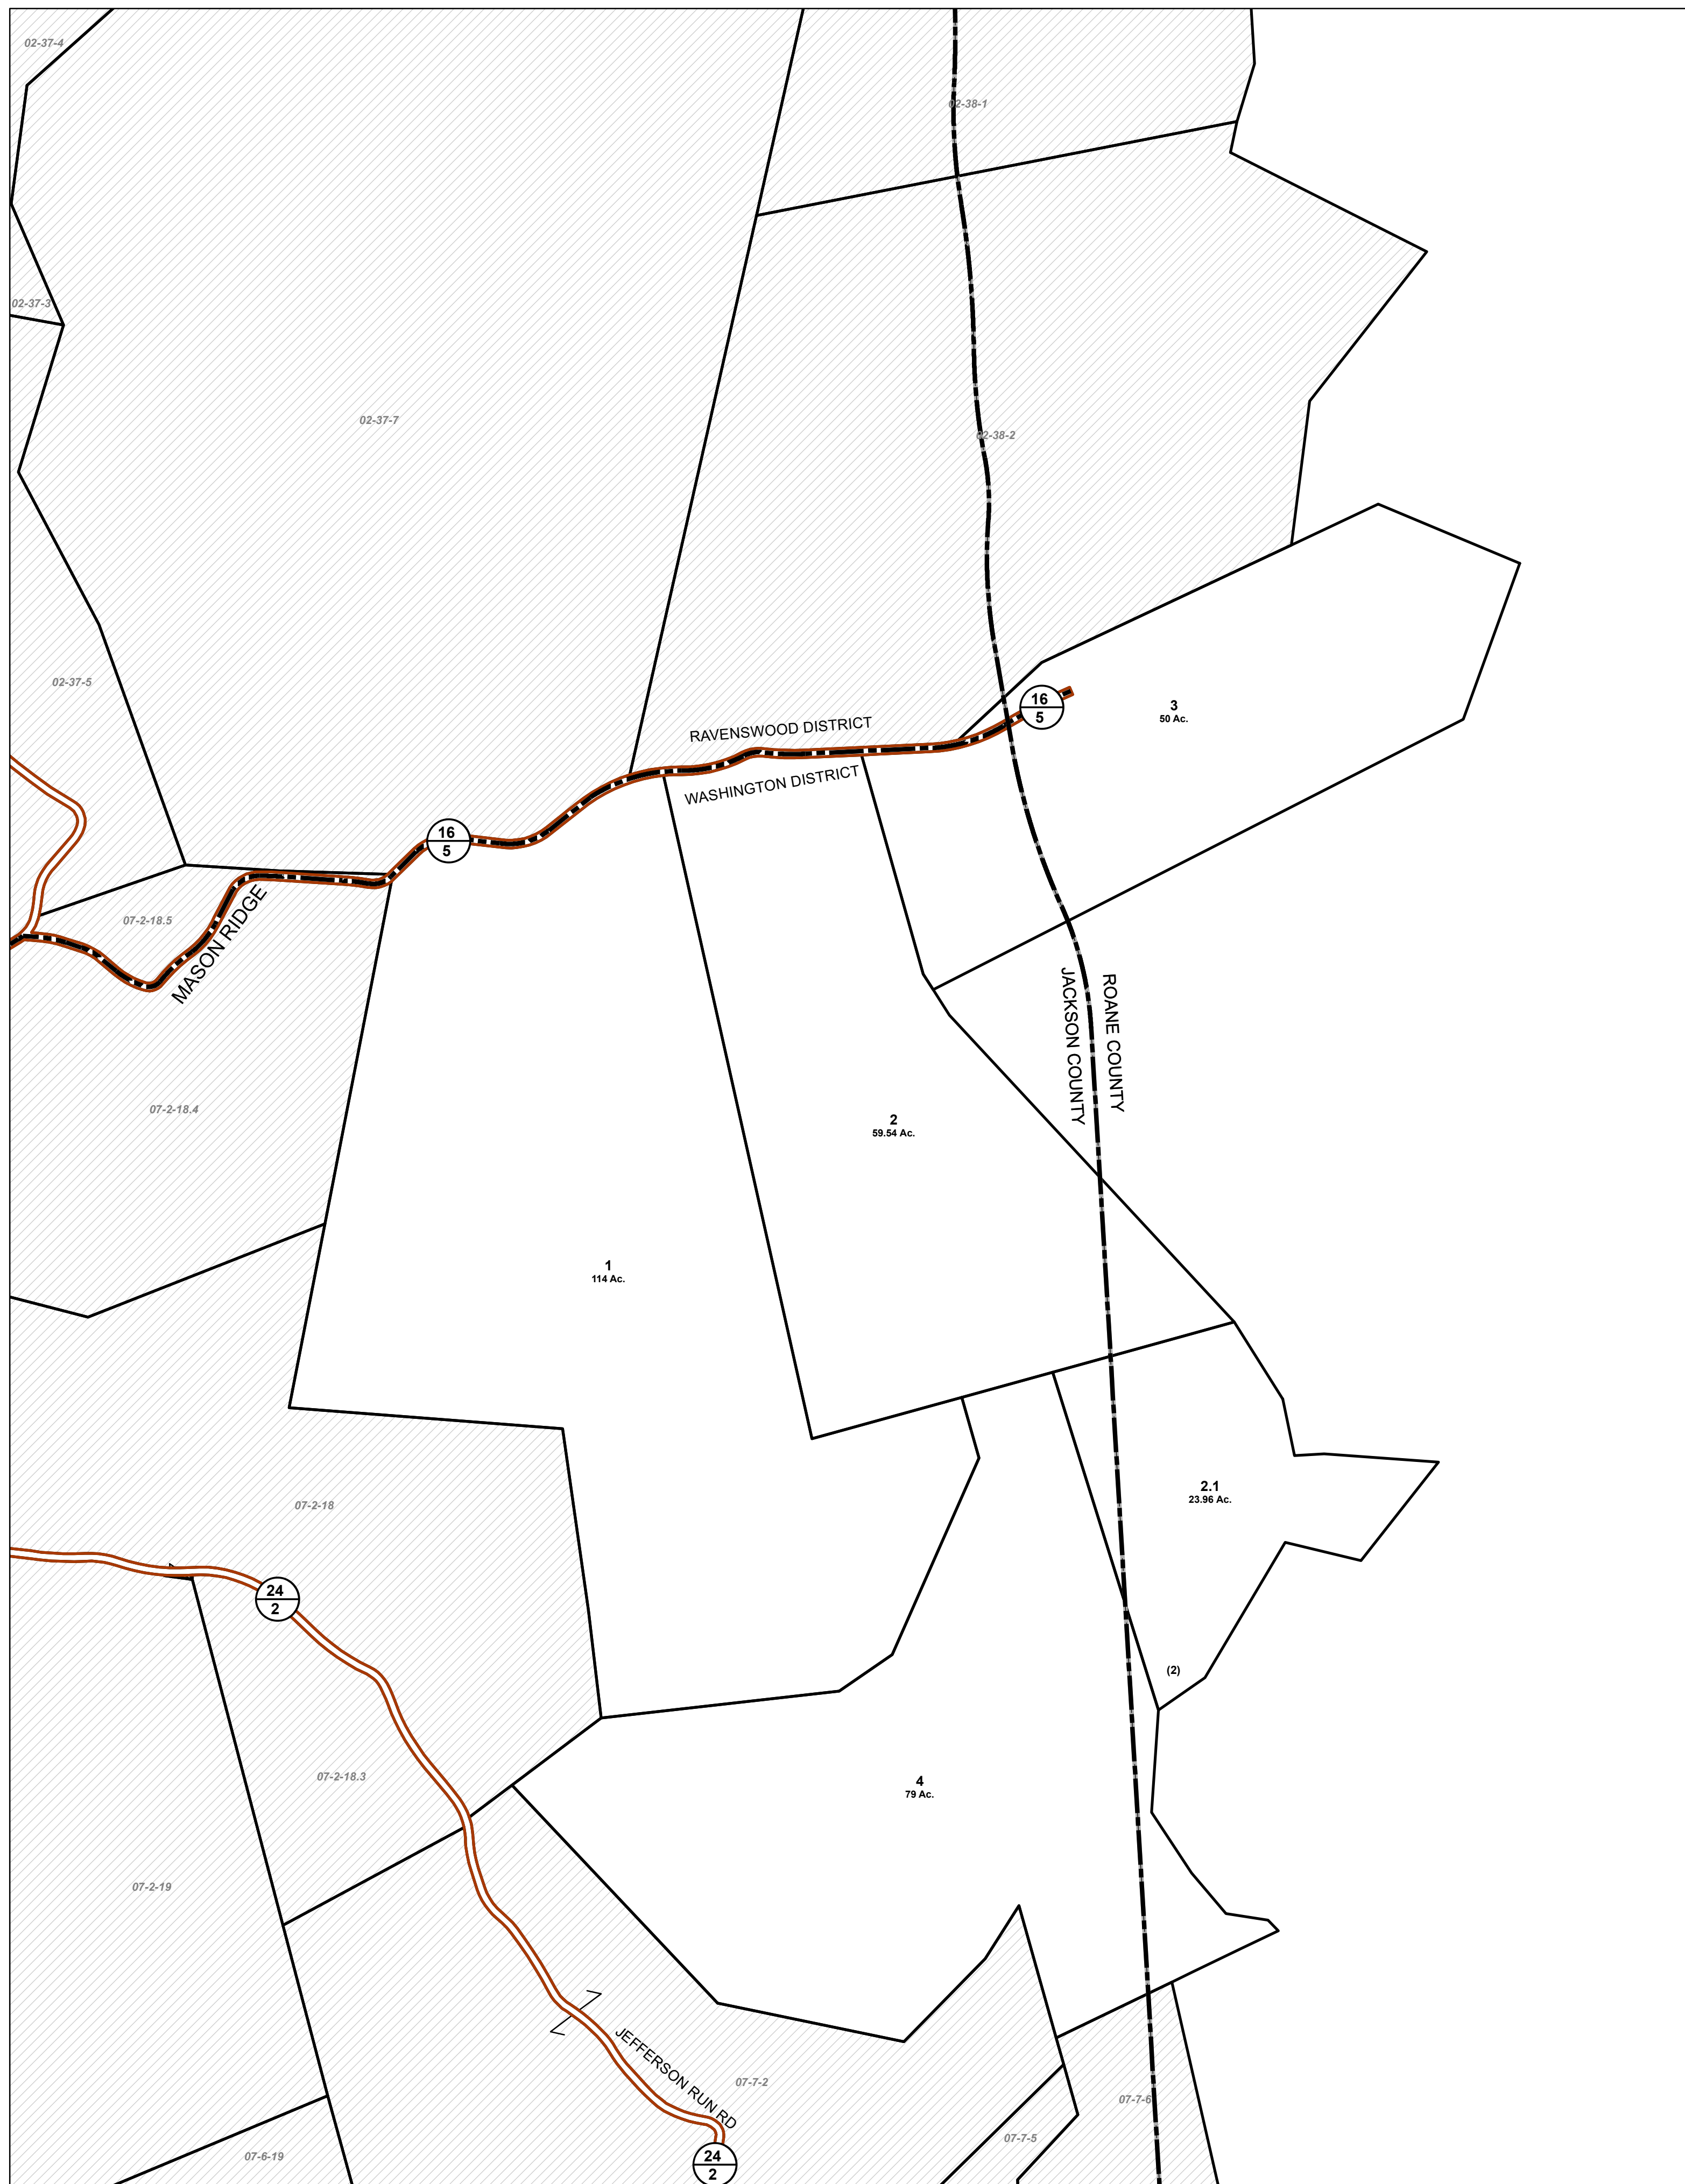 02-37-4
02-38-1
02-37-3
02-37-7
02-38-2
02-37-5
16
5
3
50 Ac.
RAVENSWOOD DISTRICT
WASHINGTON DISTRICT
16
5
07-2-18.5
MASON RIDGE
ROANE COUNTY
JACKSON COUNTY
07-2-18.4
2
59.54 Ac.
1
114 Ac.
2.1
23.96 Ac.
07-2-18
24
2
(2)
07-2-18.3
4
79 Ac.
07-2-19
JEFFERSON RUN RD
07-7-2
07-7-6
07-7-5
07-6-19
24
2